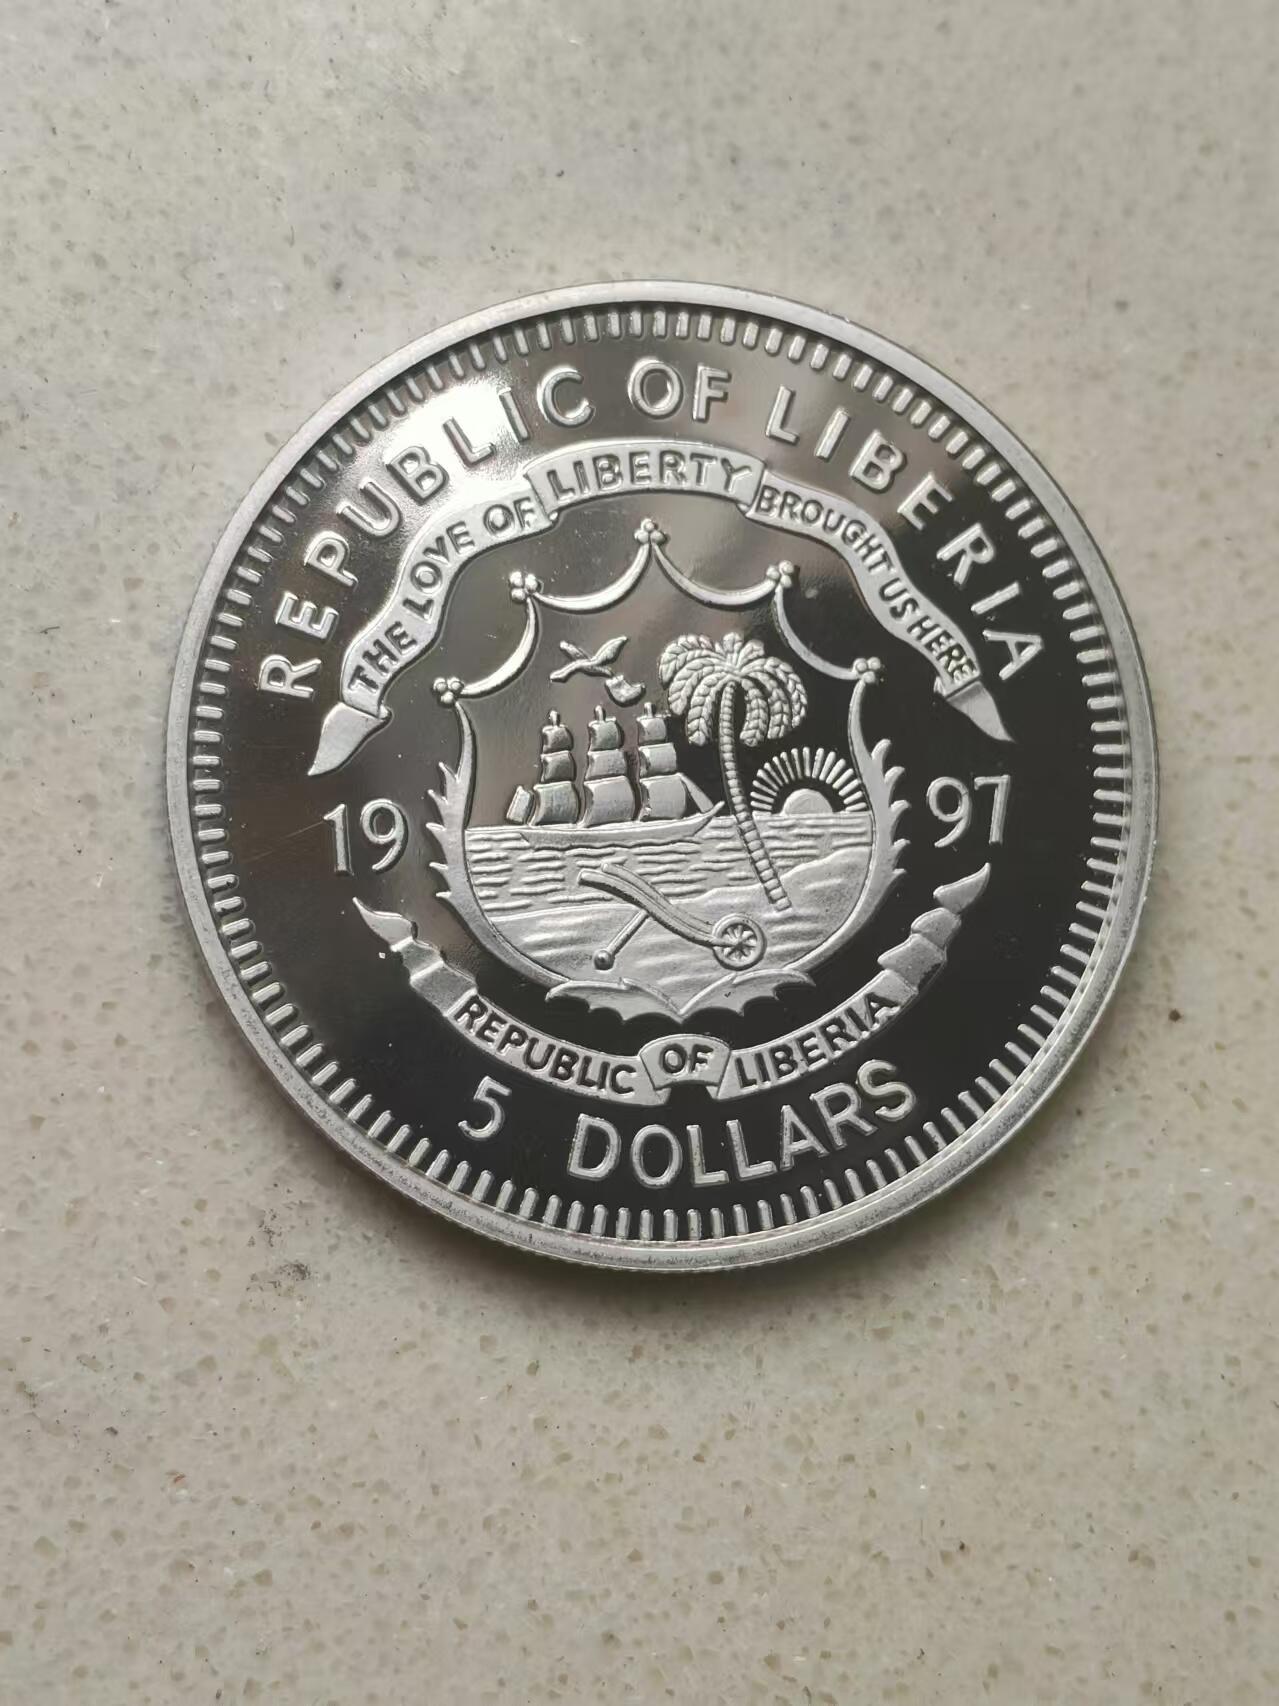 REPUBLIC OF LIBERIA
THE LOVE OF LIBERTY BROUGHT US HERE
19 97
REPUBLIC OF LIBERIA
5 DOLLARS